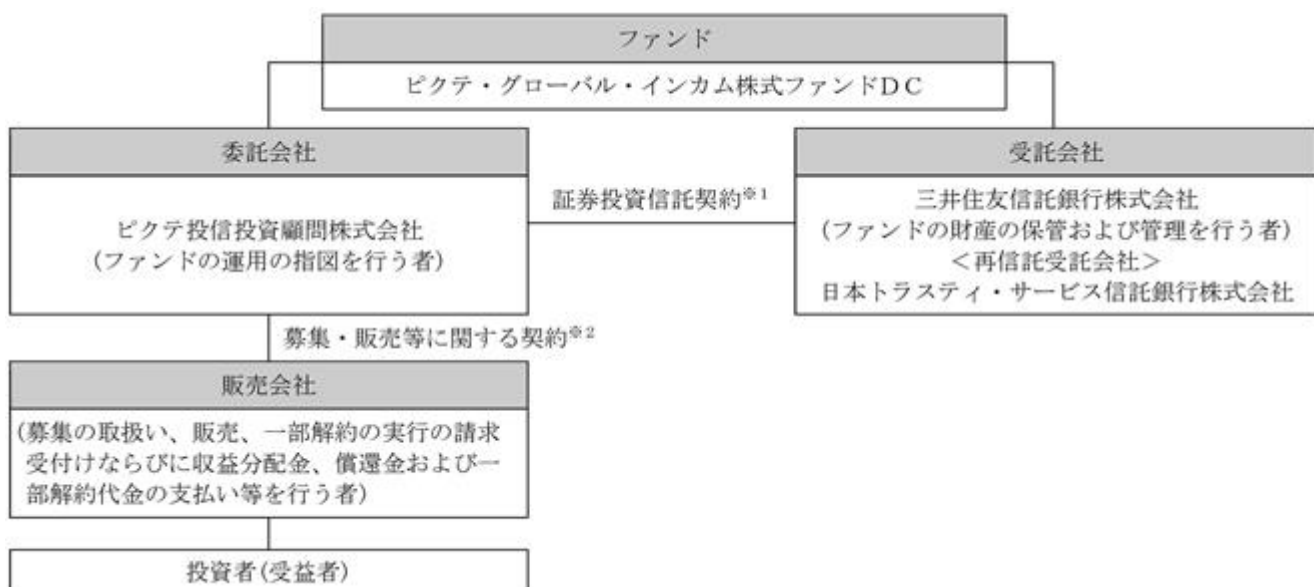 ファンド
ピクテ・グローバル・インカム株式ファンドDC
委託会社
ピクテ投信投資顧問株式会社
(ファンドの運用の指図を行う者)
証券投資信託契約※1
受託会社
三井住友信託銀行株式会社
(ファンドの財産の保管および管理を行う者)
<再信託受託会社>
日本トラスティ・サービス信託銀行株式会社
募集・販売等に関する契約※2
販売会社
(募集の取扱い、販売、一部解約の実行の請求
受付けならびに収益分配金、償還金および一
部解約代金の支払い等を行う者)
投資者(受益者)